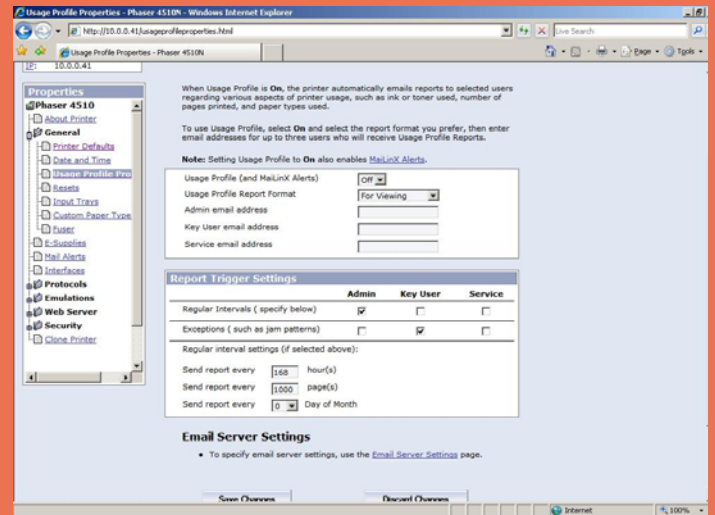 Usage Profile Properties - Phaser 4510N - Windows Internet Explorer
http://10.0.0.41/usageprofileproperties.html
Live Search
Usage Profile Properties - Phaser 4510N
Page
Tools
IP: 10.0.0.41
Properties
Phaser 4510
About Printer
General
Printer Defaults
Date and Time
Usage Profile Pro
Resets
Input Trays
Custom Paper Type
Fuser
E-Supplies
Mail Alerts
Interfaces
Protocols
Emulations
Web Server
Security
Clone Printer
When Usage Profile is On, the printer automatically emails reports to selected users
regarding various aspects of printer usage, such as ink or toner used, number of
pages printed, and paper types used.
To use Usage Profile, select On and select the report format you prefer, then enter
email addresses for up to three users who will receive Usage Profile Reports.
Note: Setting Usage Profile to On also enables MaiLinX Alerts.
Usage Profile (and MaiLinX Alerts) Off
Usage Profile Report Format For Viewing
Admin email address
Key User email address
Service email address
Report Trigger Settings
Admin Key User Service
Regular Intervals ( specify below)
Exceptions ( such as jam patterns)
Regular interval settings (if selected above):
Send report every 168 hour(s)
Send report every 1000 page(s)
Send report every 0 Day of Month
Email Server Settings
• To specify email server settings, use the Email Server Settings page.
Save Changes Discard Changes
Internet 100%